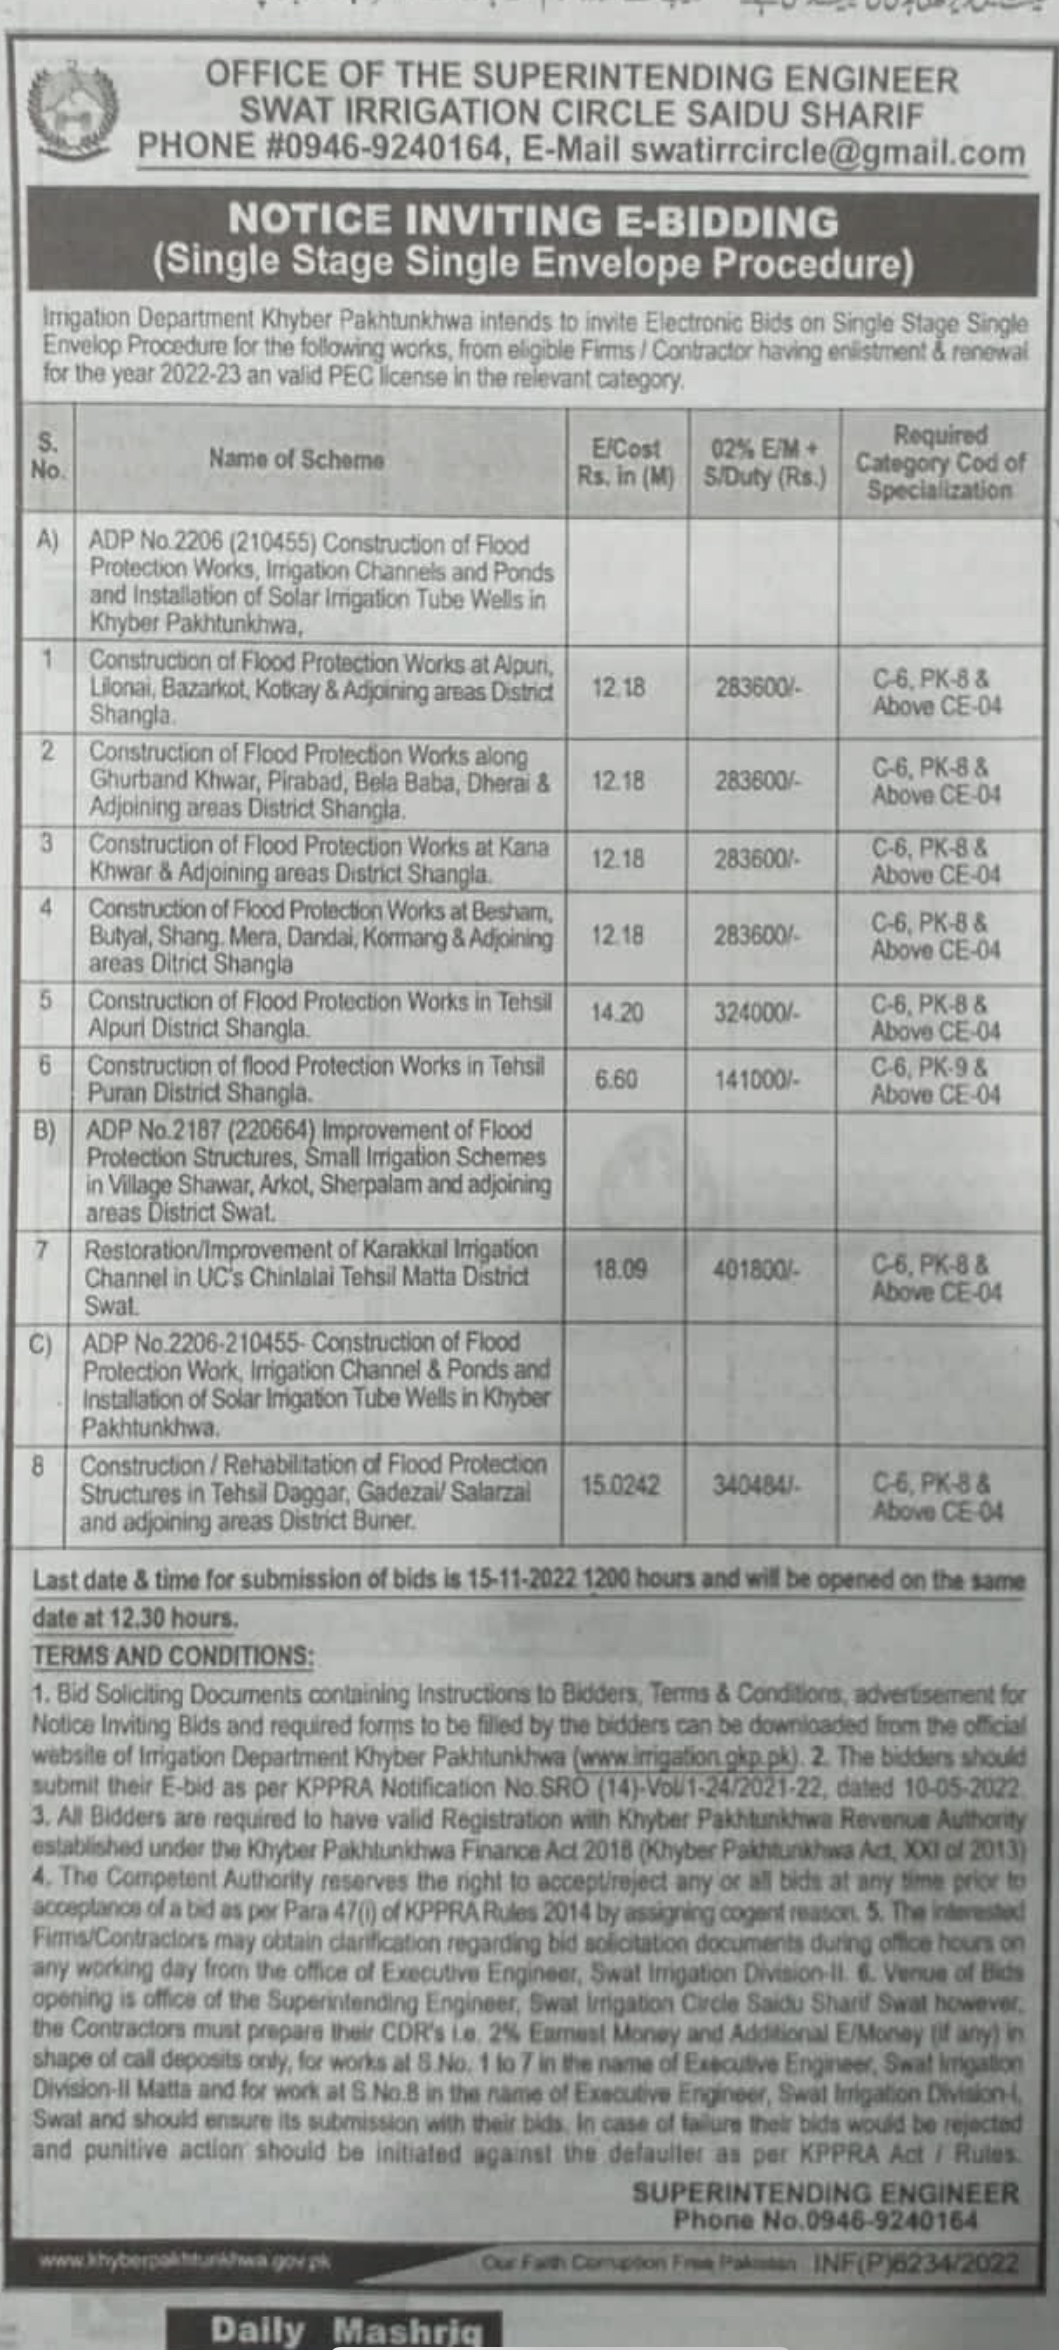 OFFICE OF THE SUPERINTENDING ENGINEER
SWAT IRRIGATION CIRCLE SAIDU SHARIF
PHONE #0946-9240164, E-Mail swatirrcircle@gmail.com
NOTICE INVITING E-BIDDING
(Single Stage Single Envelope Procedure)
Irrigation Department Khyber Pakhtunkhwa intends to invite Electronic Bids on Single Stage Single
Envelop Procedure for the following works, from eligible Firms / Contractor having enlistment & renewal
for the year 2022-23 an valid PEC license in the relevant category.
S. No. Name of Scheme E/Cost Rs. in (M) 02% E/M + S/Duty (Rs.) Required Category Cod of Specialization
A) ADP No.2206 (210455) Construction of Flood
Protection Works, Irrigation Channels and Ponds
and Installation of Solar Irrigation Tube Wells in
Khyber Pakhtunkhwa,
1 Construction of Flood Protection Works at Alpuri,
Lilonai, Bazarkot, Kotkay & Adjoining areas District
Shangla. 12.18 283600/- C-6, PK-8 & Above CE-04
2 Construction of Flood Protection Works along
Ghurband Khwar, Pirabad, Bela Baba, Dherai &
Adjoining areas District Shangla. 12.18 283600/- C-6, PK-8 & Above CE-04
3 Construction of Flood Protection Works at Kana
Khwar & Adjoining areas District Shangla. 12.18 283600/- C-6, PK-8 & Above CE-04
4 Construction of Flood Protection Works at Besham,
Butyal, Shang. Mera, Dandai, Kormang & Adjoining
areas Ditrict Shangla 12.18 283600/- C-6, PK-8 & Above CE-04
5 Construction of Flood Protection Works in Tehsil
Alpuri District Shangla. 14.20 324000/- C-6, PK-8 & Above CE-04
6 Construction of flood Protection Works in Tehsil
Puran District Shangla. 6.60 141000/- C-6, PK-9 & Above CE-04
B) ADP No.2187 (220664) Improvement of Flood
Protection Structures, Small Irrigation Schemes
in Village Shawar, Arkot, Sherpalam and adjoining
areas District Swat.
7 Restoration/Improvement of Karakkal Irrigation
Channel in UC's Chinlalai Tehsil Matta District
Swat. 18.09 401800/- C-6, PK-8 & Above CE-04
C) ADP No.2206-210455- Construction of Flood
Protection Work, Irrigation Channel & Ponds and
Installation of Solar Irrigation Tube Wells in Khyber
Pakhtunkhwa.
8 Construction / Rehabilitation of Flood Protection
Structures in Tehsil Daggar, Gadezai/ Salarzai
and adjoining areas District Buner. 15.0242 340484/- C-6, PK-8 & Above CE-04
Last date & time for submission of bids is 15-11-2022 1200 hours and will be opened on the same
date at 12.30 hours.
TERMS AND CONDITIONS:
1. Bid Soliciting Documents containing Instructions to Bidders, Terms & Conditions, advertisement for
Notice Inviting Bids and required forms to be filled by the bidders can be downloaded from the official
website of Irrigation Department Khyber Pakhtunkhwa (www.irrigation.gkp.pk). 2. The bidders should
submit their E-bid as per KPPRA Notification No.SRO (14)-Vol/1-24/2021-22, dated 10-05-2022.
3. All Bidders are required to have valid Registration with Khyber Pakhtunkhwa Revenue Authority
established under the Khyber Pakhtunkhwa Finance Act 2018 (Khyber Pakhtunkhwa Act, XXI of 2013)
4. The Competent Authority reserves the right to accept/reject any or all bids at any time prior to
acceptance of a bid as per Para 47(i) of KPPRA Rules 2014 by assigning cogent reason. 5. The interested
Firms/Contractors may obtain clarification regarding bid solicitation documents during office hours on
any working day from the office of Executive Engineer, Swat Irrigation Division-II. 6. Venue of Bids
opening is office of the Superintending Engineer, Swat Irrigation Circle Saidu Sharif Swat however,
the Contractors must prepare their CDR's i.e. 2% Earnest Money and Additional E/Money (if any) in
shape of call deposits only, for works at S.No. 1 to 7 in the name of Executive Engineer, Swat Irrigation
Division-II Matta and for work at S.No.8 in the name of Executive Engineer, Swat Irrigation Division-I,
Swat and should ensure its submission with their bids. In case of failure their bids would be rejected
and punitive action should be initiated against the defaulter as per KPPRA Act / Rules.
SUPERINTENDING ENGINEER
Phone No.0946-9240164
www.khyberpakhtunkhwa.gov.pk Our Faith Corruption Free Pakistan INF(P)6234/2022
Daily Mashriq